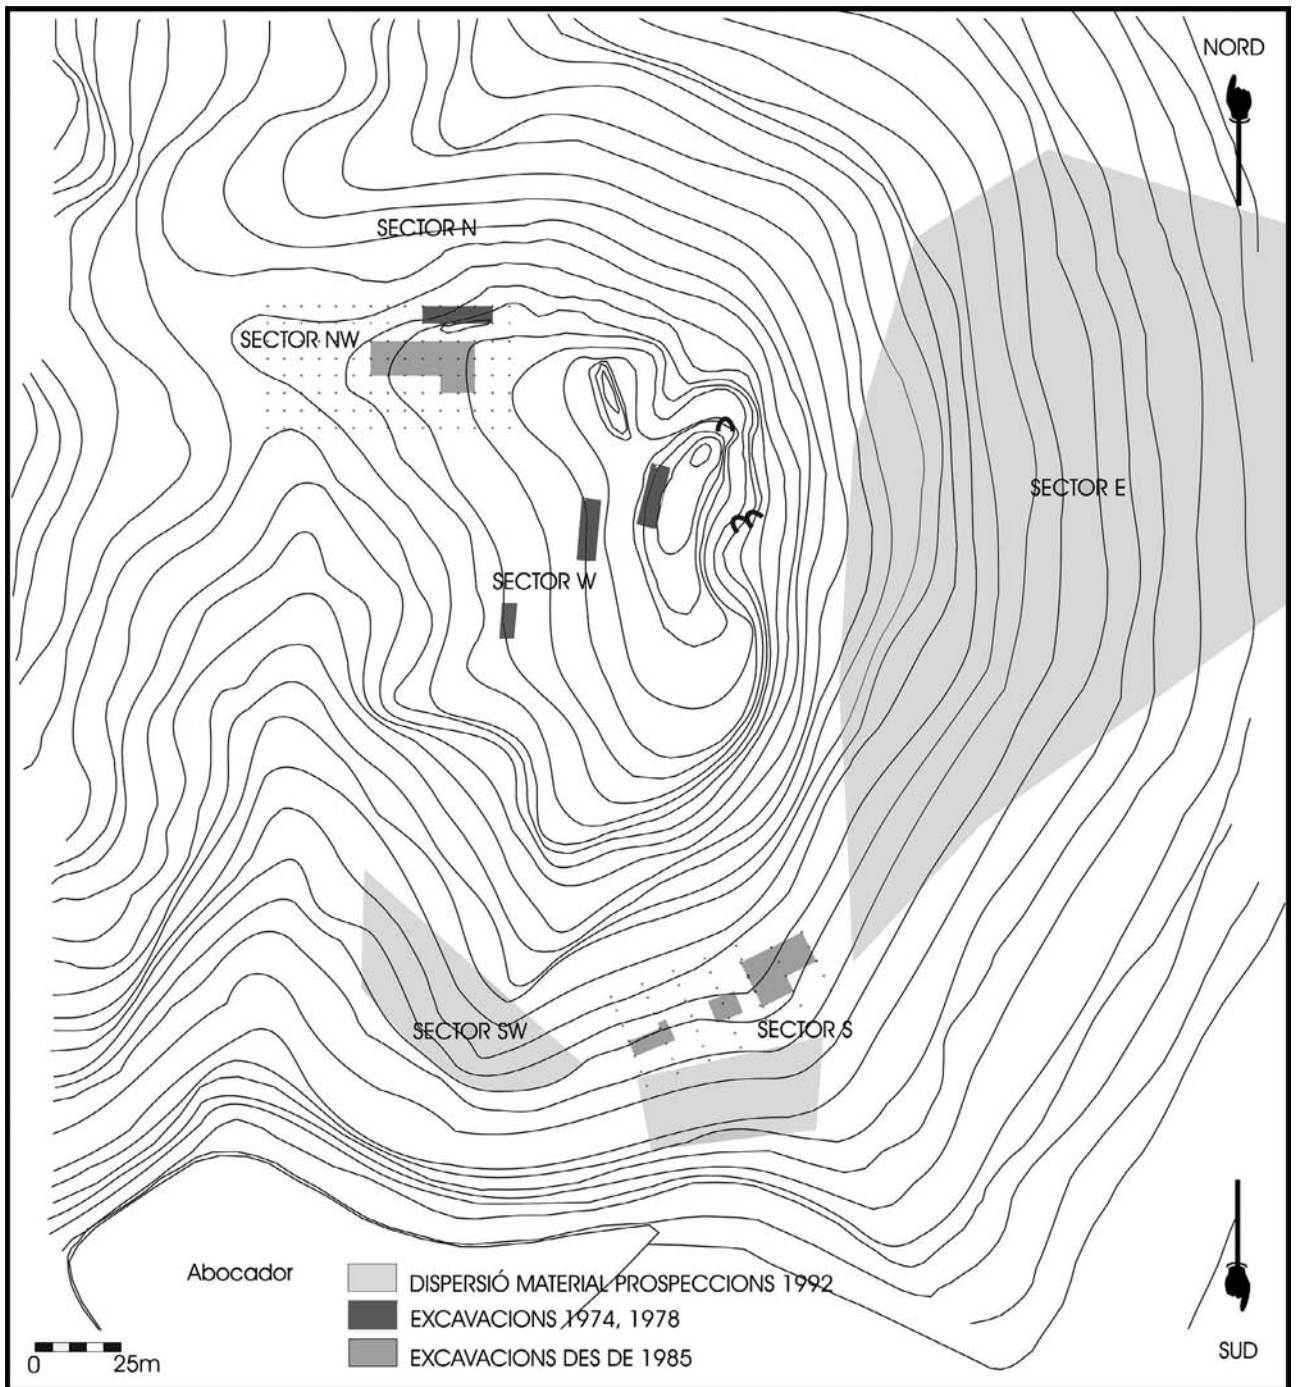 NORD
SECTOR N
SECTOR NW
SECTOR E
SECTOR W
SECTOR SW
SECTOR S
Abocador
DISPERSIÓ MATERIAL PROSPECCIONS 1992
EXCAVACIONS 1974, 1978
EXCAVACIONS DES DE 1985
0 25m
SUD